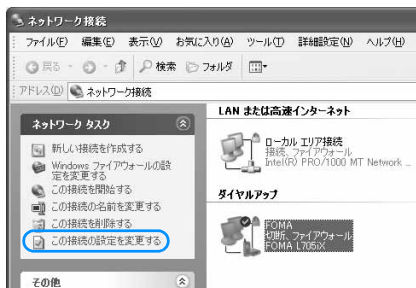 ネットワーク接続
ファイル(F) 編集(E) 表示(V) お気に入り(A) ツール(T) 詳細設定(N) ヘルプ(H)
戻る 検索 フォルダ
アドレス(D) ネットワーク接続
ネットワーク タスク
新しい接続を作成する
Windows ファイアウォールの設
定を変更する
この接続を開始する
この接続の名前を変更する
この接続を削除する
この接続の設定を変更する
その他
LAN または高速インターネット
ローカル エリア接続
接続、ファイアウォール
Intel(R) PRO/1000 MT Network ...
ダイヤルアップ
FOMA
切断、ファイアウォール
FOMA L705iX